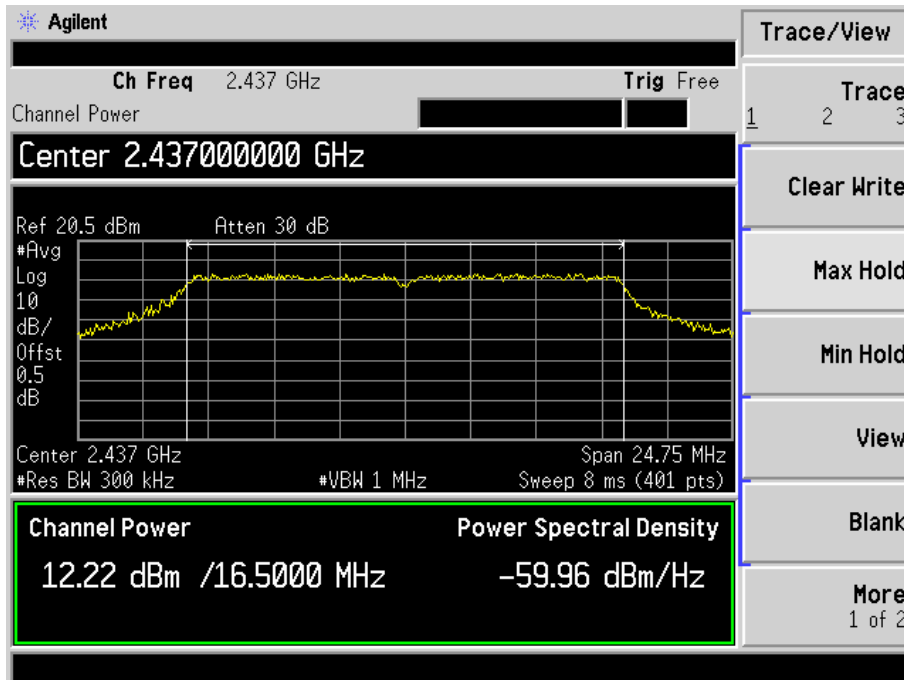 Agilent
Trace/View
Ch Freq 2.437 GHz Trig Free
Channel Power
Trace
1 2 3
Center 2.437000000 GHz
Clear Write
Ref 20.5 dBm Atten 30 dB
#Avg
Log
10
dB/
Offst
0.5
dB
Max Hold
Min Hold
View
Center 2.437 GHz Span 24.75 MHz
#Res BW 300 kHz #VBW 1 MHz Sweep 8 ms (401 pts)
Channel Power Power Spectral Density
12.22 dBm /16.5000 MHz -59.96 dBm/Hz
Blank
More
1 of 2